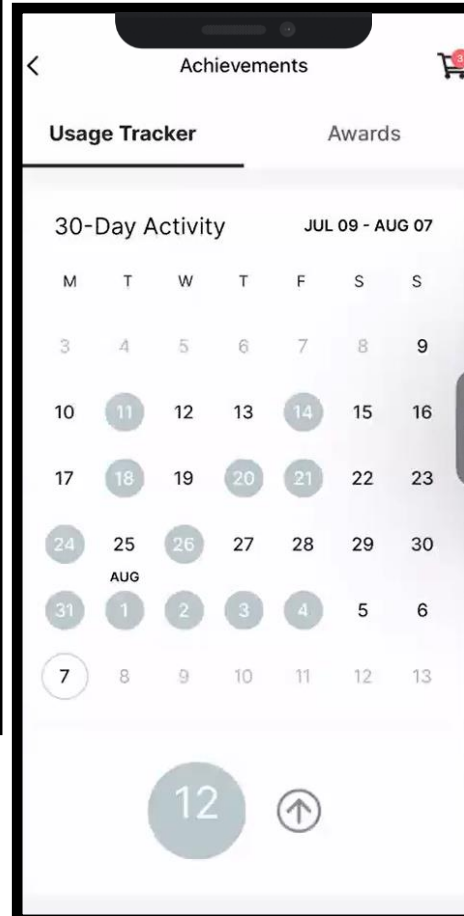 Achievements
3
Usage Tracker Awards
30-Day Activity JUL 09 - AUG 07
M T W T F S S
3 4 5 6 7 8 9
10 11 12 13 14 15 16
17 18 19 20 21 22 23
24 25 26 27 28 29 30
AUG
31 1 2 3 4 5 6
7 8 9 10 11 12 13
12